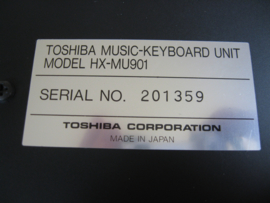 TOSHIBA MUSIC-KEYBOARD UNIT
MODEL HX-MU901
SERIAL NO. 201359
TOSHIBA CORPORATION
MADE IN JAPAN